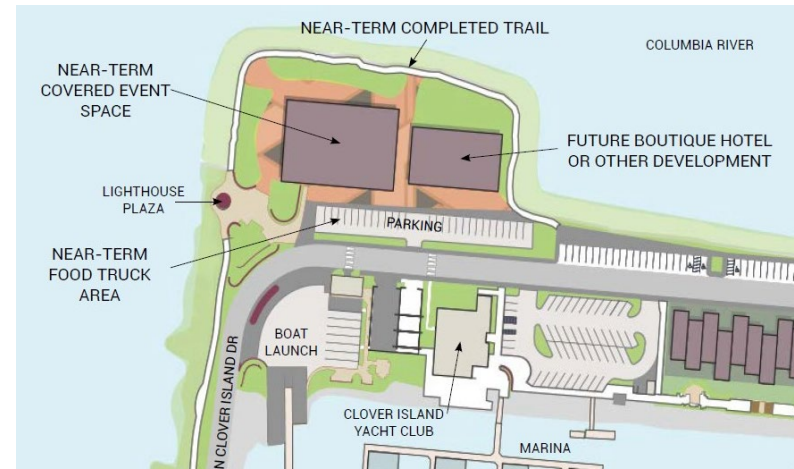 NEAR-TERM COMPLETED TRAIL
COLUMBIA RIVER
NEAR-TERM
COVERED EVENT
SPACE
FUTURE BOUTIQUE HOTEL
OR OTHER DEVELOPMENT
LIGHTHOUSE
PLAZA
PARKING
NEAR-TERM
FOOD TRUCK
AREA
BOAT
LAUNCH
N CLOVER ISLAND DR
CLOVER ISLAND
YACHT CLUB
MARINA